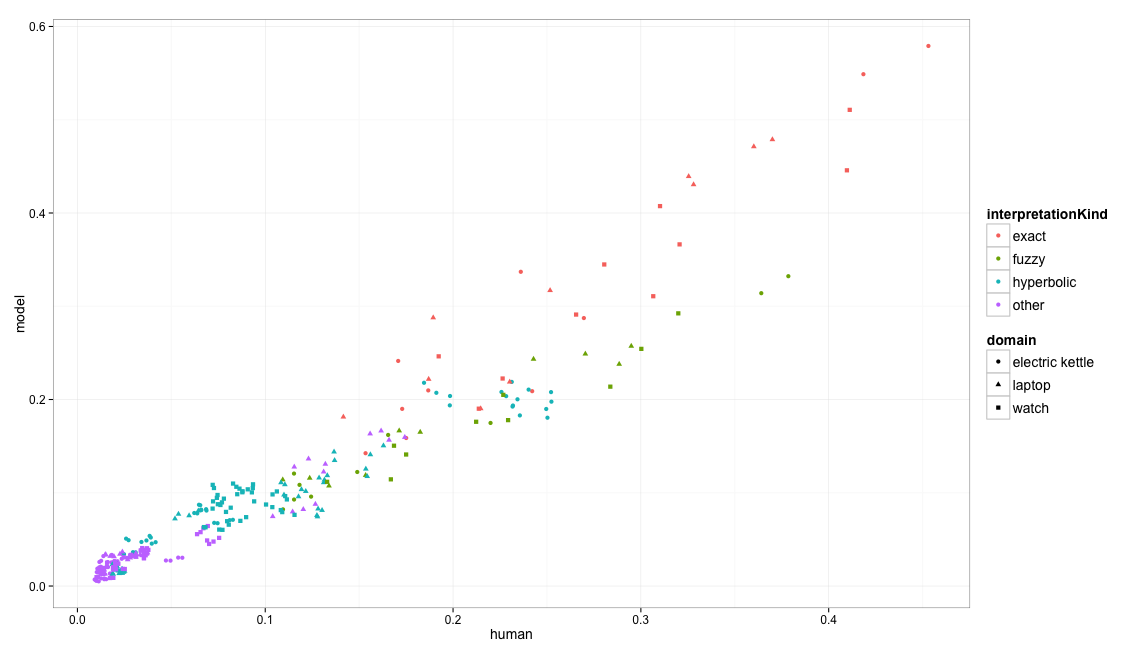 0.6
0.4
0.2
0.0
model
0.0 0.1 0.2 0.3 0.4
human
interpretationKind
exact
fuzzy
hyperbolic
other
domain
electric kettle
laptop
watch